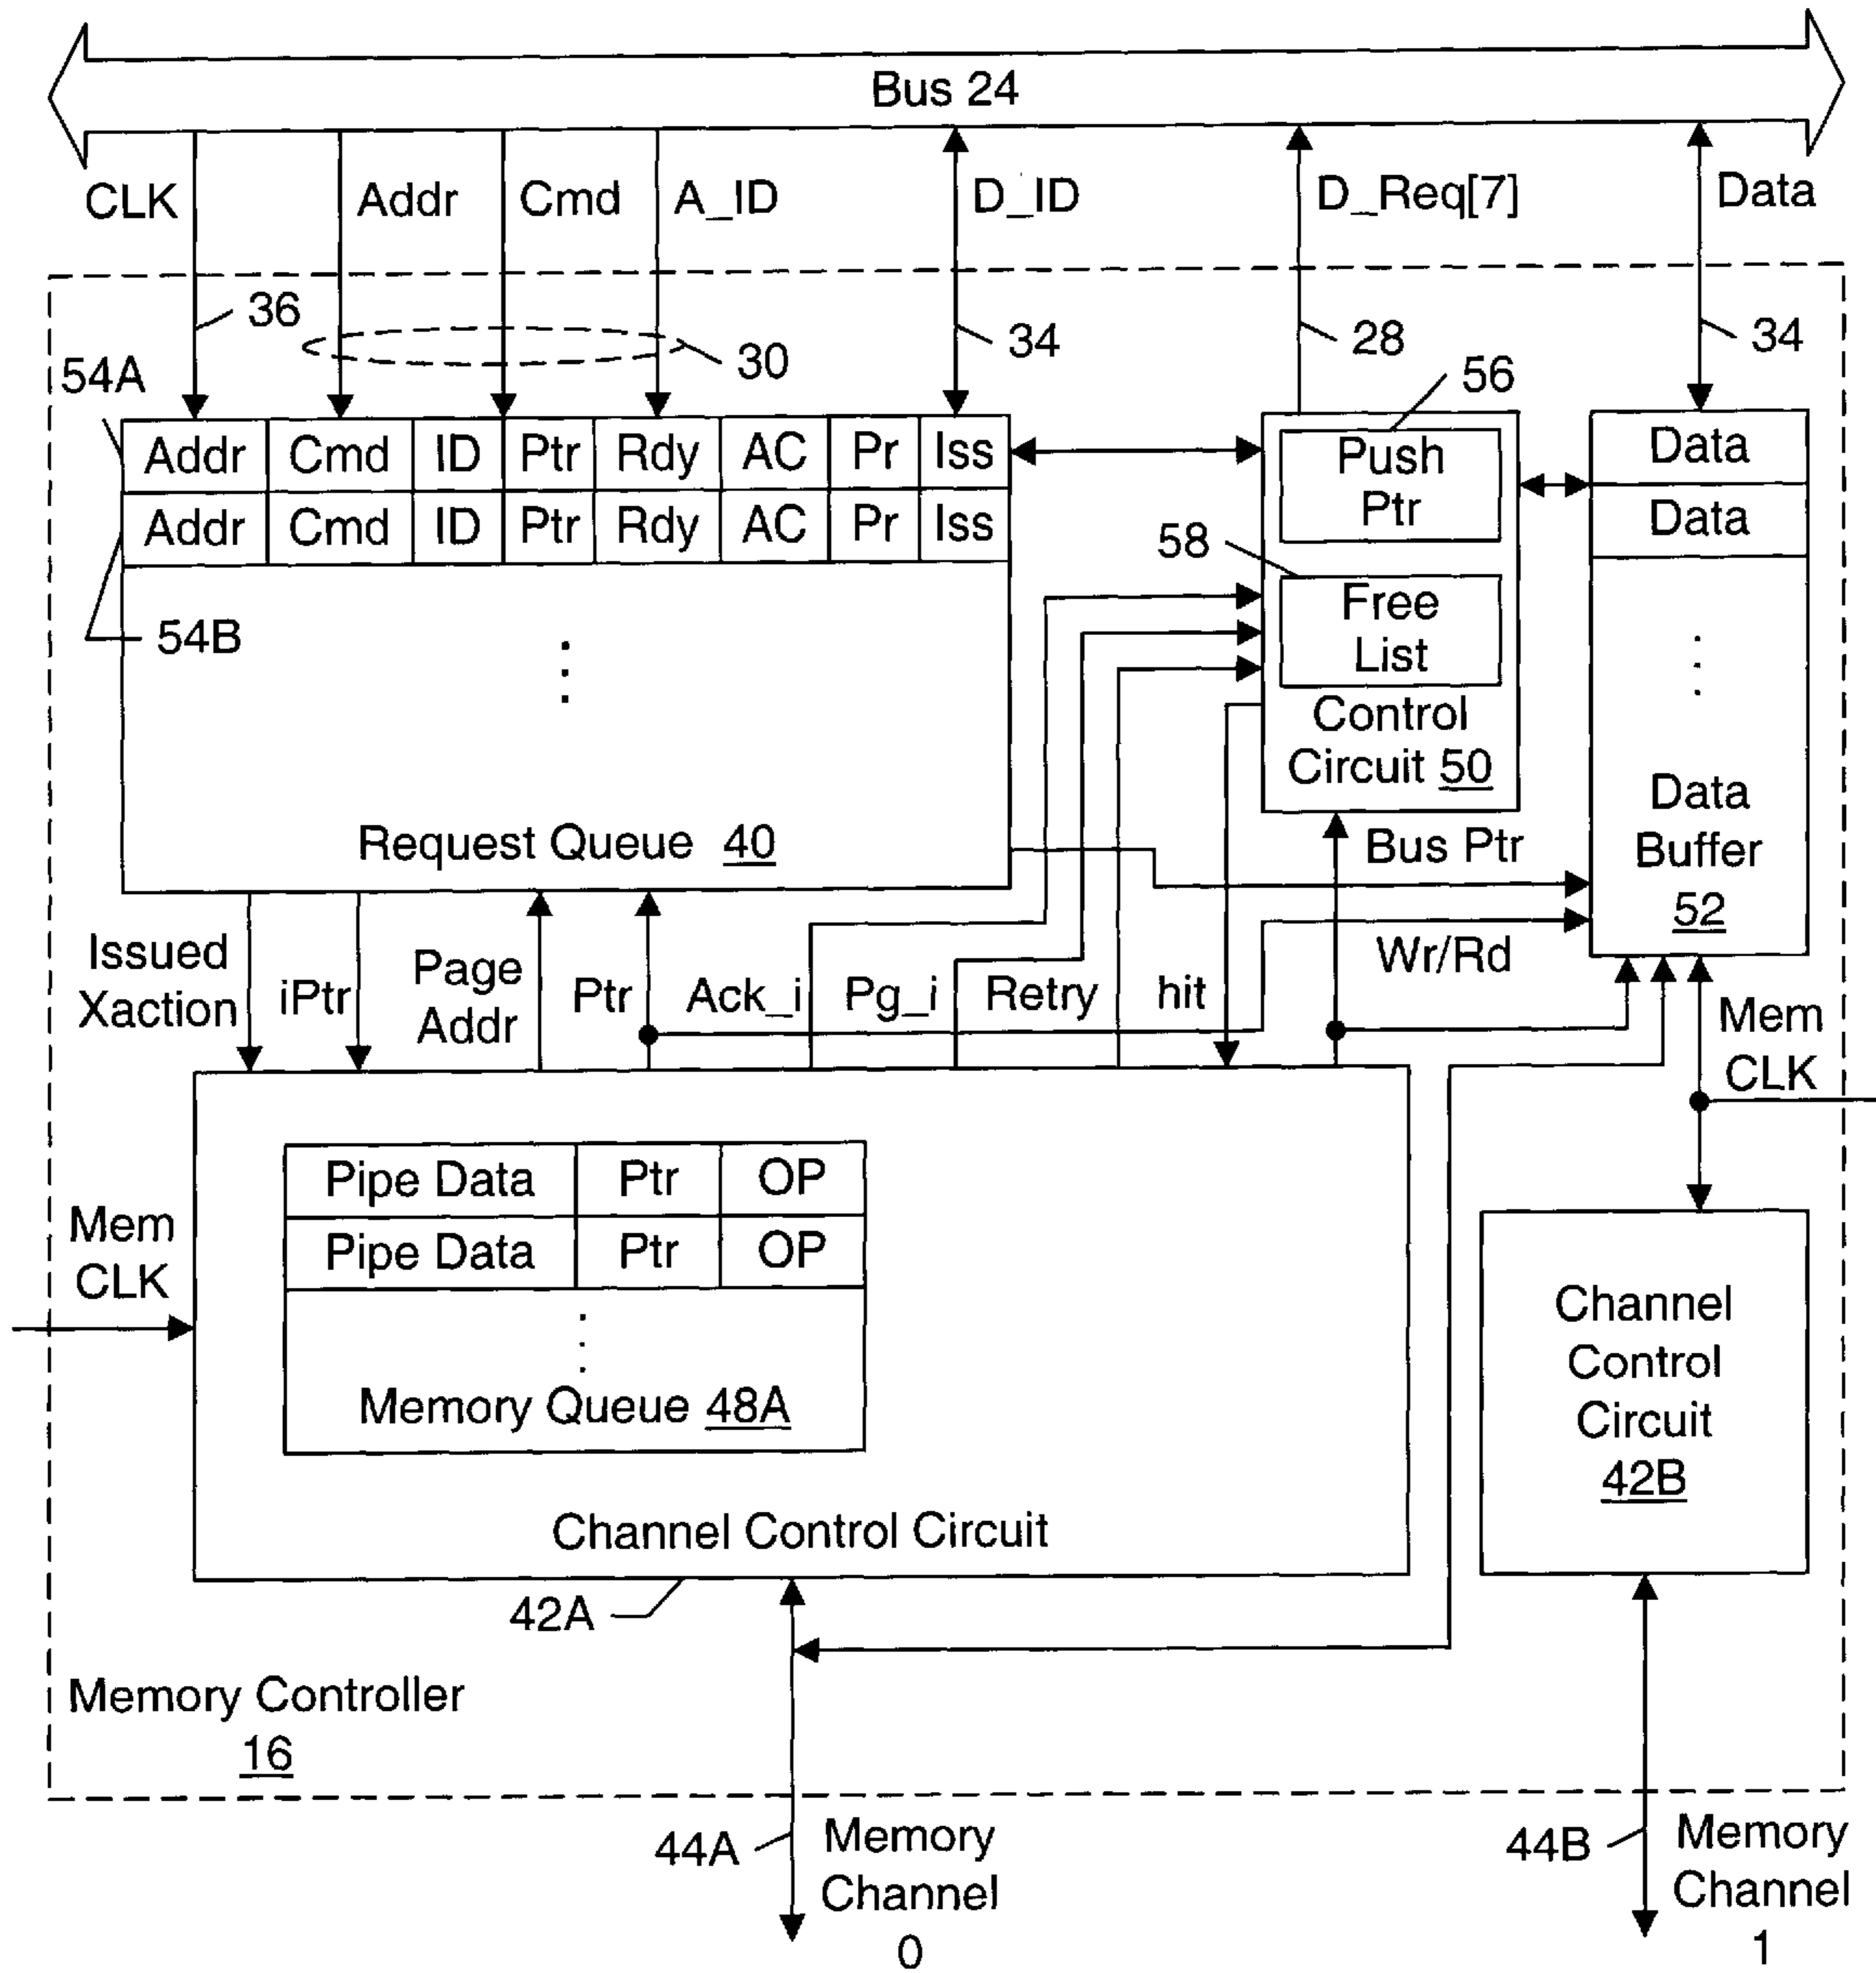 Bus 24
CLK
Addr
Cmd
A_ID
D_ID
D_Req[7]
Data
36
30
34
28
34
54A
56
Addr Cmd ID Ptr Rdy AC Pr Iss
Addr Cmd ID Ptr Rdy AC Pr Iss
54B
Push
Ptr
58
Free
List
Control
Circuit 50
Data
Data
Data
Buffer
52
Request Queue 40
Bus Ptr
Wr/Rd
Issued
Xaction
iPtr
Page
Addr
Ptr
Ack_i
Pg_i
Retry
hit
Mem
CLK
Pipe Data Ptr OP
Pipe Data Ptr OP
Memory Queue 48A
Mem
CLK
Channel Control Circuit
42A
Channel
Control
Circuit
42B
Memory Controller
16
44A
Memory
Channel
0
44B
Memory
Channel
1